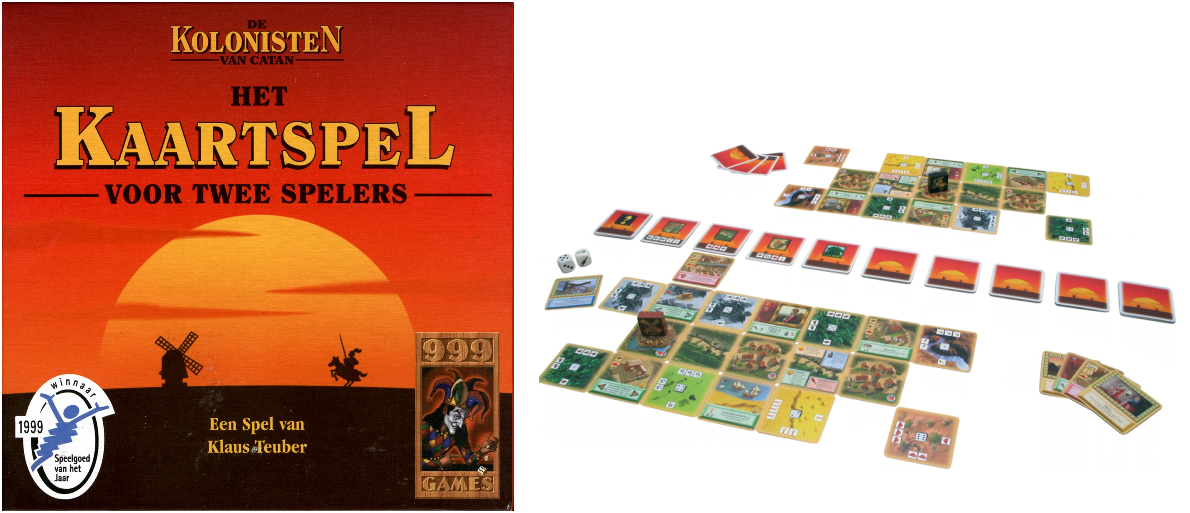 DE
KOLONISTEN
VAN CATAN
HET
KAARTSPEL
VOOR TWEE SPELERS
Een Spel van
Klaus Teuber
winnaar
1999
Speelgoed
van het
Jaar
999
GAMES